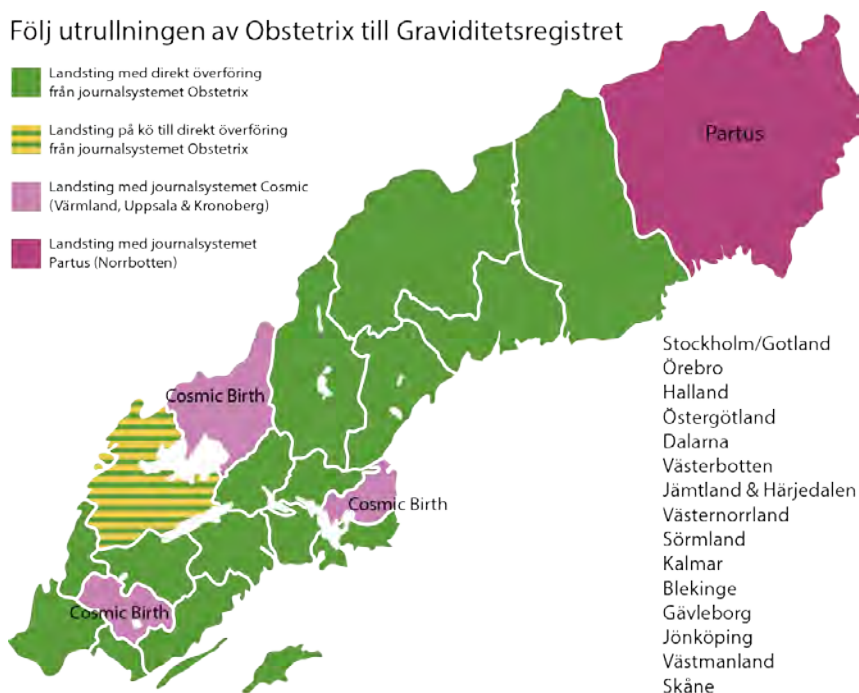 Följ utrullningen av Obstetrix till Graviditetsregistret
Landsting med direkt överföring
från journalsystemet Obstetrix
Landsting på kö till direkt överföring
från journalsystemet Obstetrix
Landsting med journalsystemet Cosmic
(Värmland, Uppsala & Kronoberg)
Landsting med journalsystemet
Partus (Norrbotten)
Partus
Cosmic Birth
Cosmic Birth
Cosmic Birth
Stockholm/Gotland
Örebro
Halland
Östergötland
Dalarna
Västerbotten
Jämtland & Härjedalen
Västernorrland
Sörmland
Kalmar
Blekinge
Gävleborg
Jönköping
Västmanland
Skåne